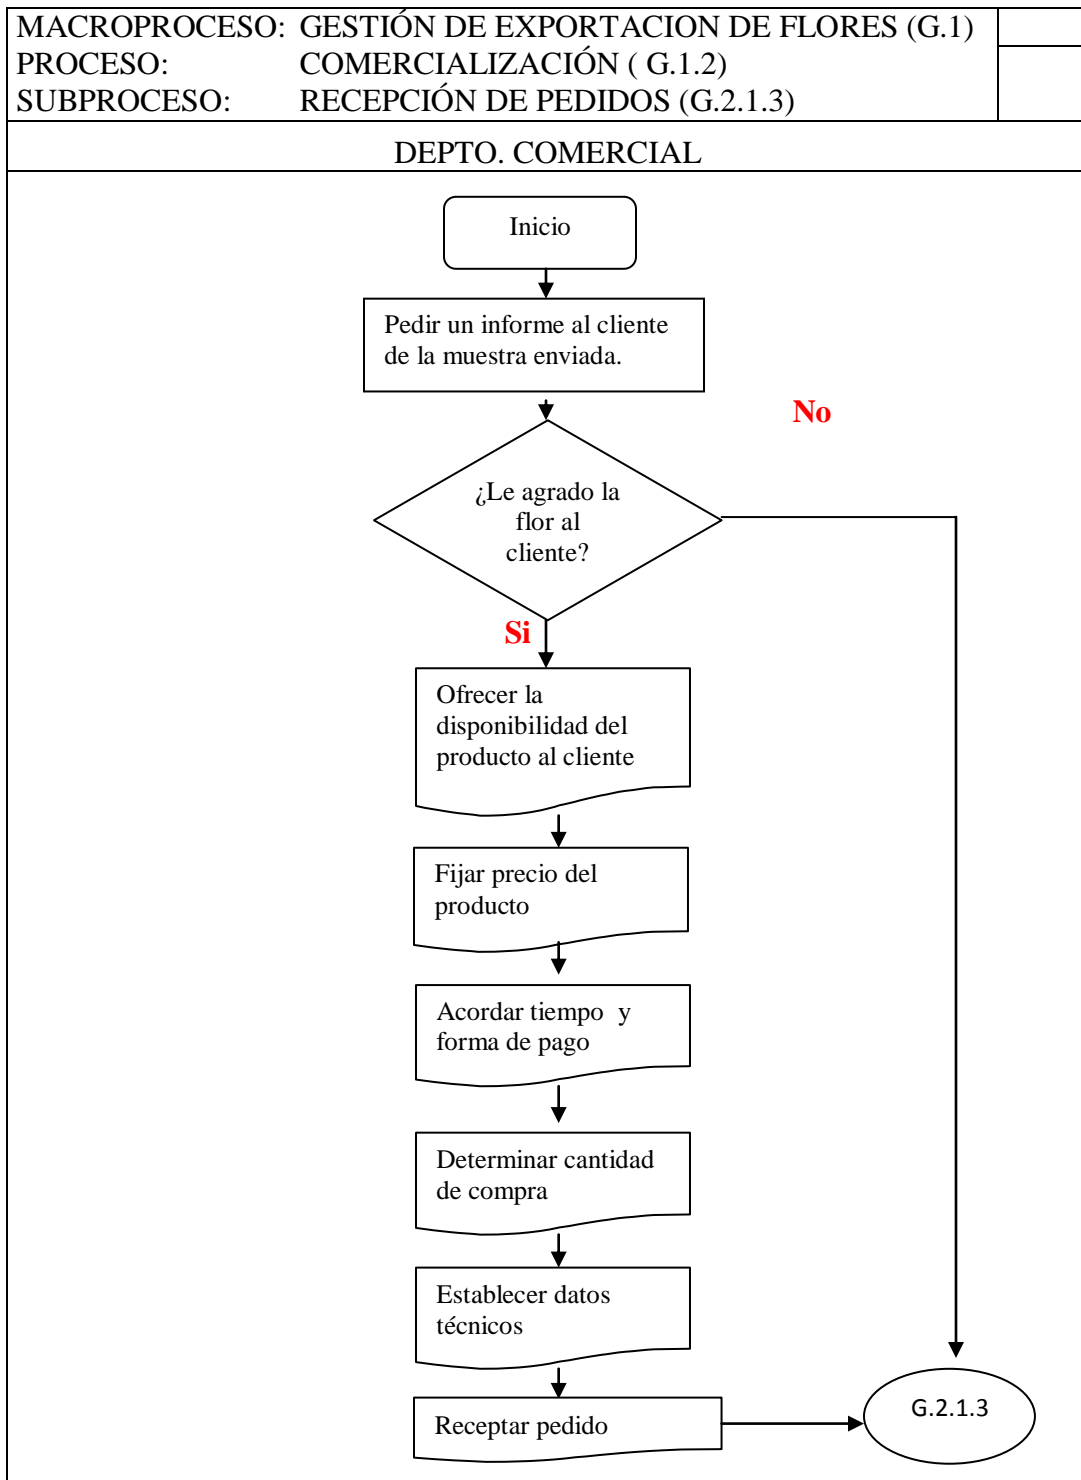 MACROPROCESO: GESTIÓN DE EXPORTACION DE FLORES (G.1)
PROCESO: COMERCIALIZACIÓN ( G.1.2)
SUBPROCESO: RECEPCIÓN DE PEDIDOS (G.2.1.3)
DEPTO. COMERCIAL
Inicio
Pedir un informe al cliente
de la muestra enviada.
No
¿Le agrado la
flor al
cliente?
Si
Ofrecer la
disponibilidad del
producto al cliente
Fijar precio del
producto
Acordar tiempo y
forma de pago
Determinar cantidad
de compra
Establecer datos
técnicos
Receptar pedido
G.2.1.3